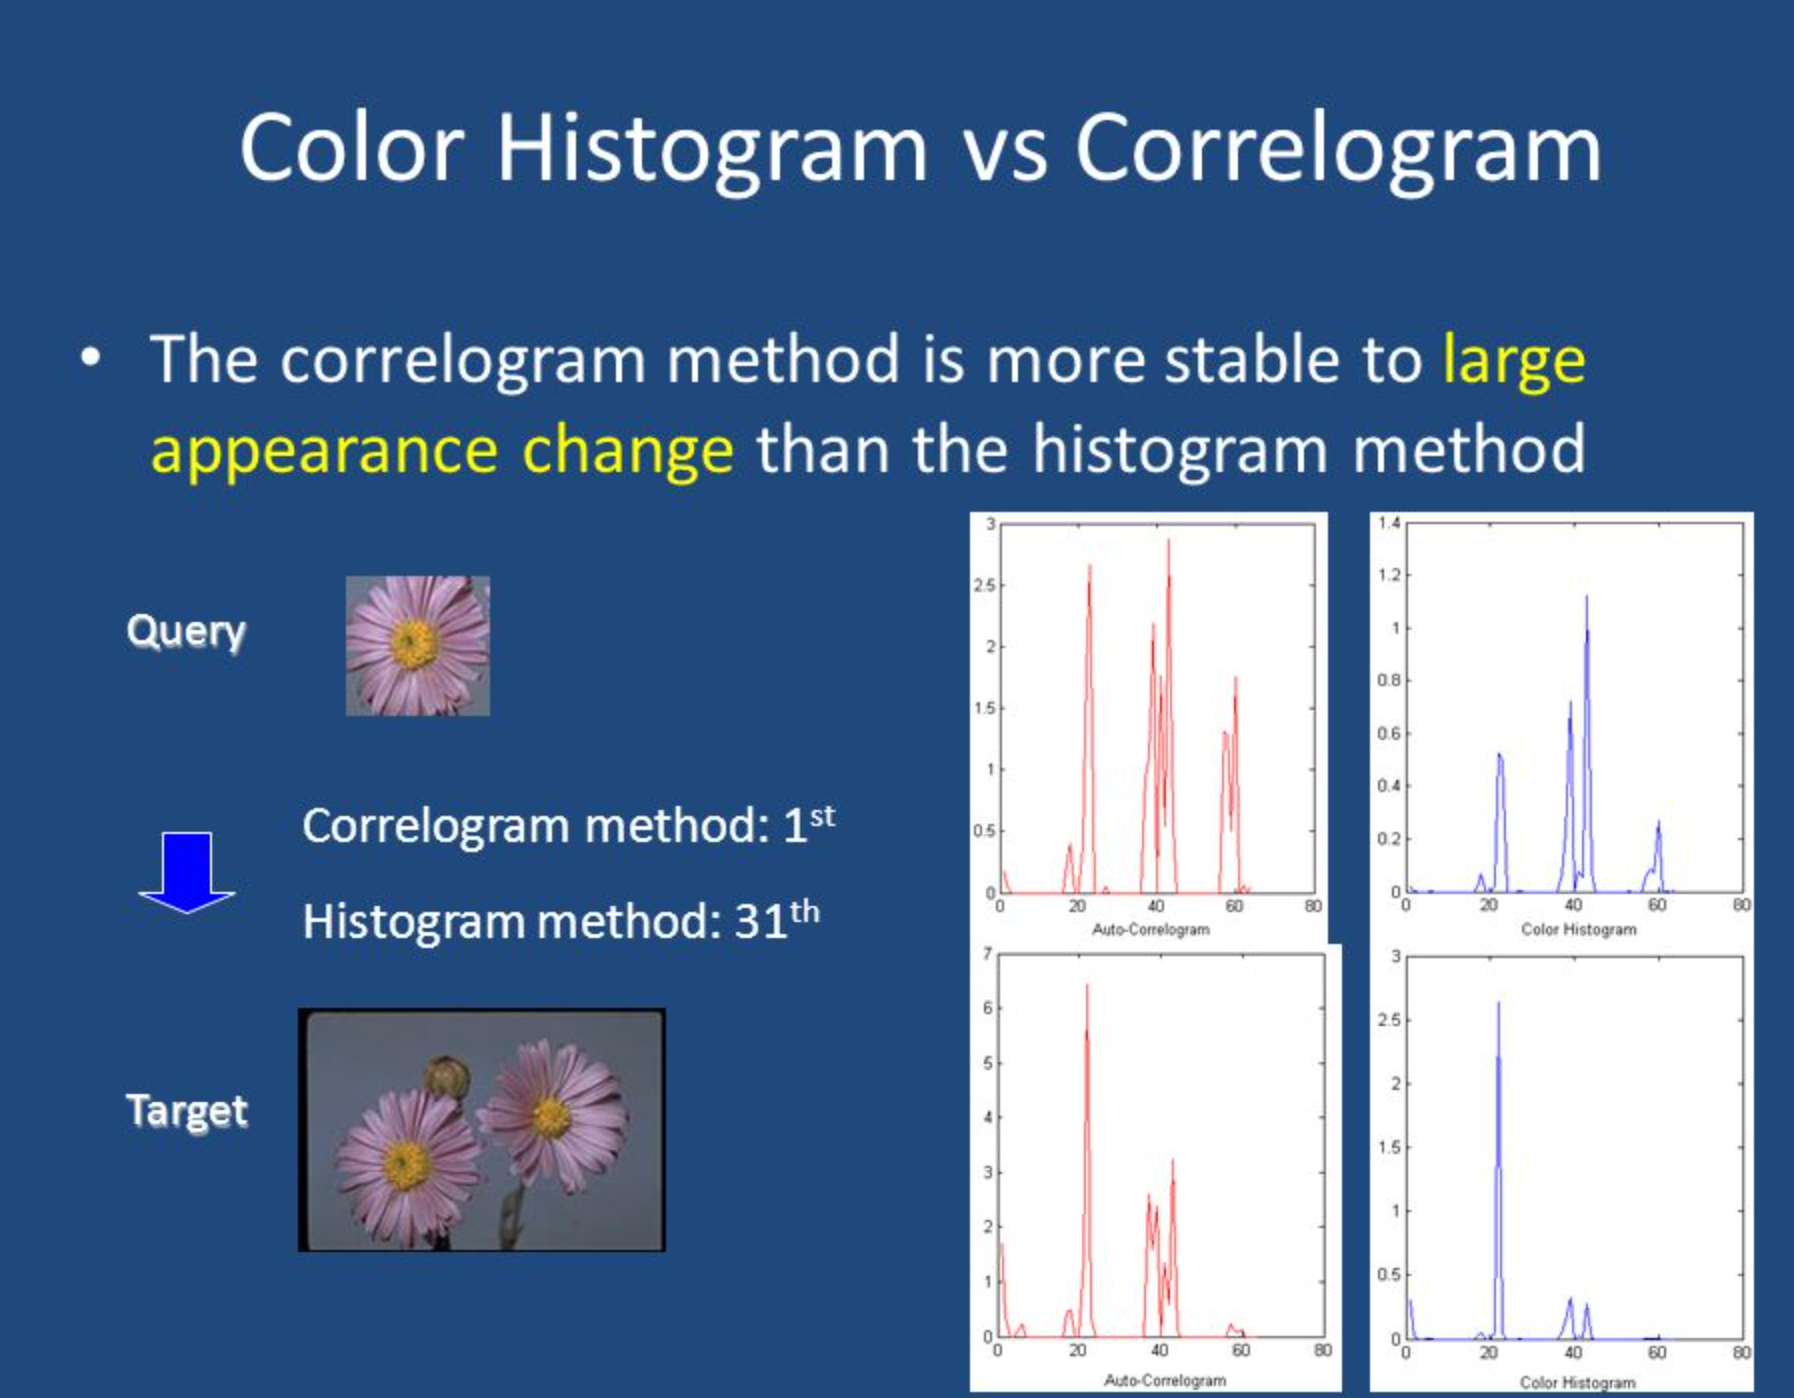 Color Histogram vs Correlogram
• The correlogram method is more stable to large
appearance change than the histogram method
Query
Correlogram method: 1st
Histogram method: 31th
Target
3
2.5
2
1.5
1
0.5
0
0 20 40 60 80
Auto-Correlogram
1.4
1.2
1
0.8
0.6
0.4
0.2
0
0 20 40 60 80
Color Histogram
7
6
5
4
3
2
1
0
0 20 40 60 80
Auto-Correlogram
3
2.5
2
1.5
1
0.5
0
0 20 40 60 80
Color Histogram